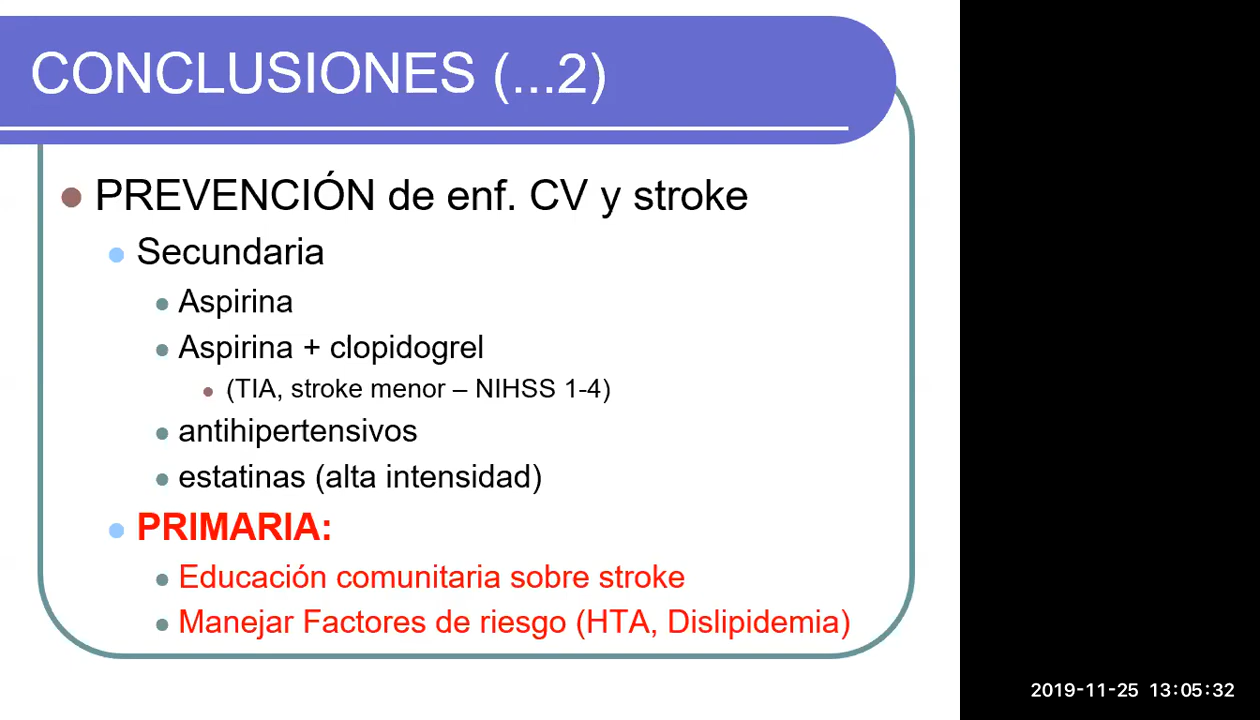 CONCLUSIONES (...2)
PREVENCIÓN de enf. CV y stroke
Secundaria
Aspirina
Aspirina + clopidogrel
(TIA, stroke menor – NIHSS 1-4)
antihipertensivos
estatinas (alta intensidad)
PRIMARIA:
Educación comunitaria sobre stroke
Manejar Factores de riesgo (HTA, Dislipidemia)
2019-11-25 13:05:32